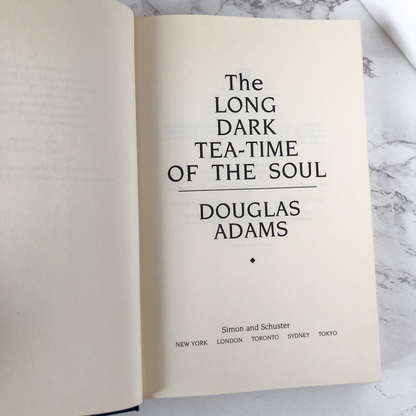 The
LONG
DARK
TEA-TIME
OF THE SOUL
DOUGLAS
ADAMS
Simon and Schuster
NEW YORK LONDON TORONTO SYDNEY TOKYO